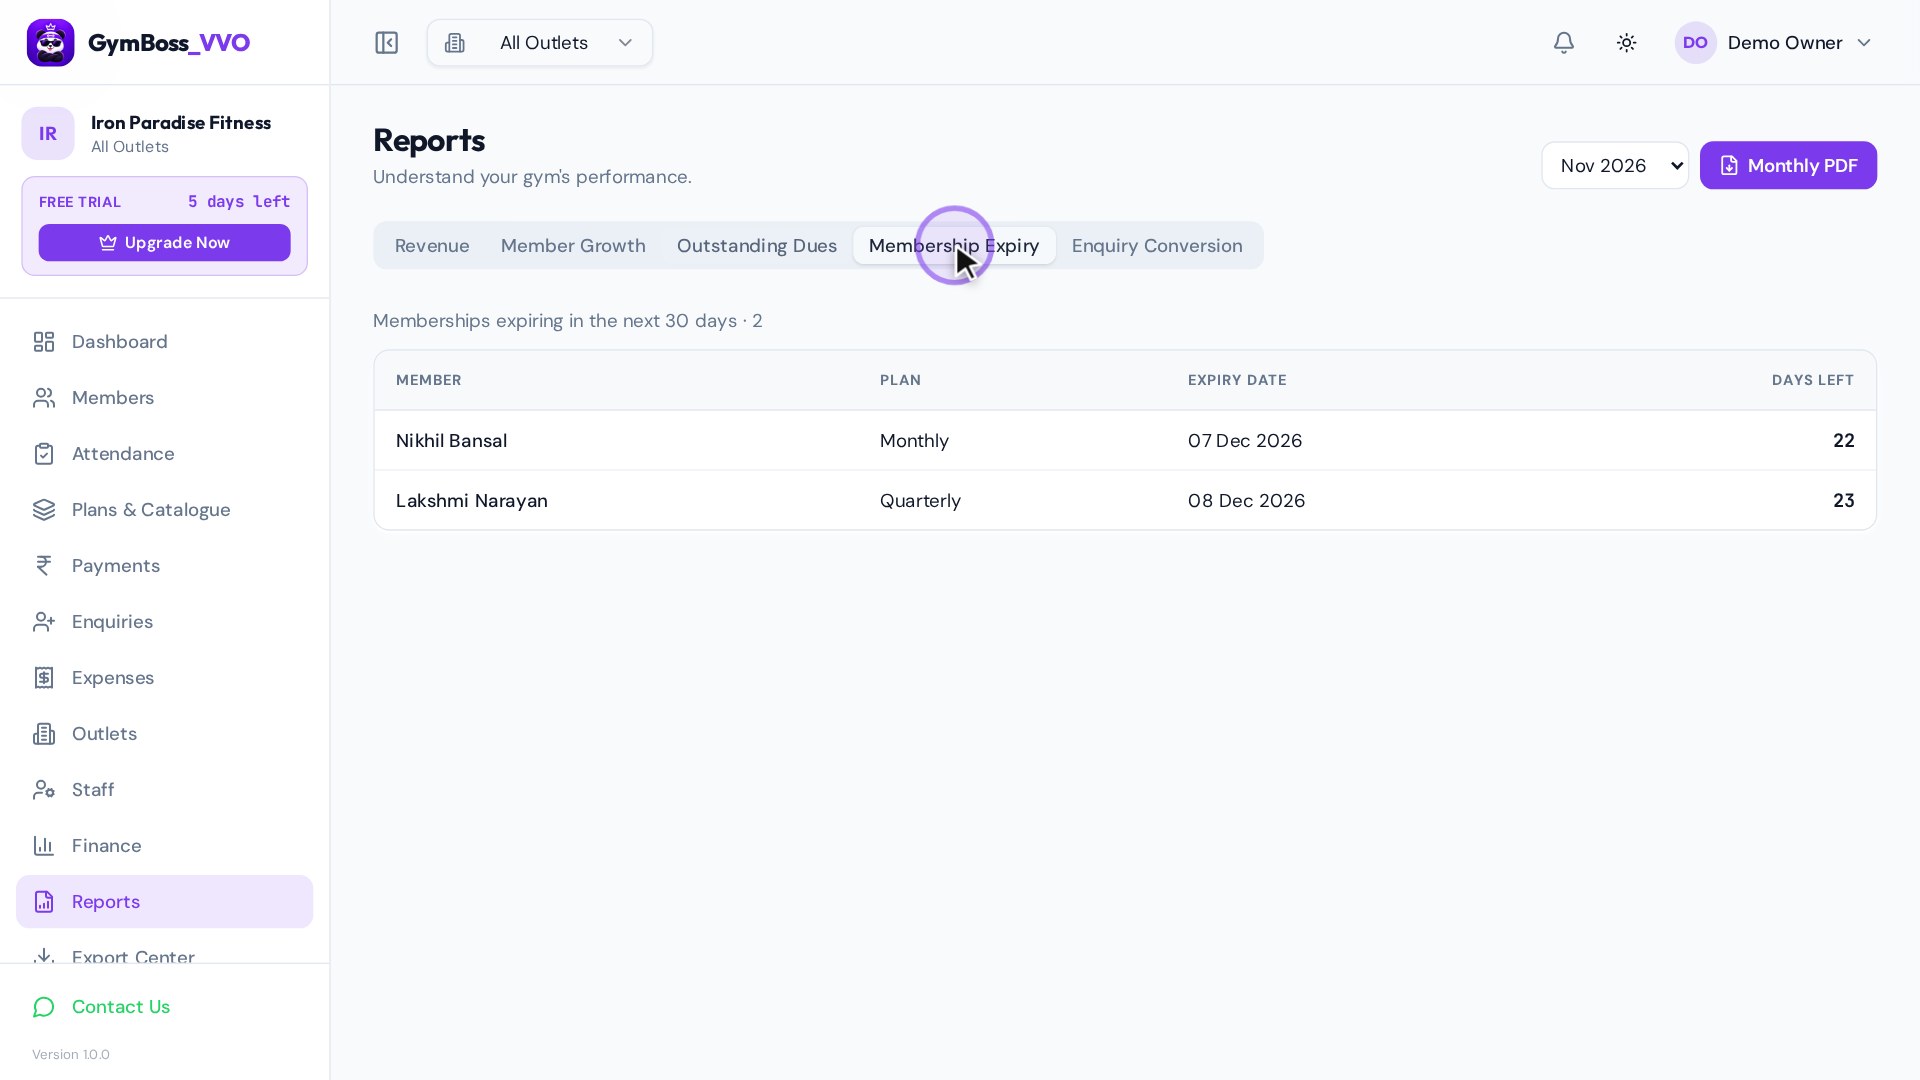 GymBoss_VVO
All Outlets
DO
Demo Owner
IR
Iron Paradise Fitness
All Outlets
FREE TRIAL
5 days left
Upgrade Now
Dashboard
Members
Attendance
Plans & Catalogue
Payments
Enquiries
Expenses
Outlets
Staff
Finance
Reports
Export Center
Contact Us
Version 1.0.0
Reports
Understand your gym's performance.
Nov 2026
Monthly PDF
Revenue Member Growth Outstanding Dues Membership Expiry Enquiry Conversion
Memberships expiring in the next 30 days · 2
MEMBER PLAN EXPIRY DATE DAYS LEFT
Nikhil Bansal Monthly 07 Dec 2026 22
Lakshmi Narayan Quarterly 08 Dec 2026 23